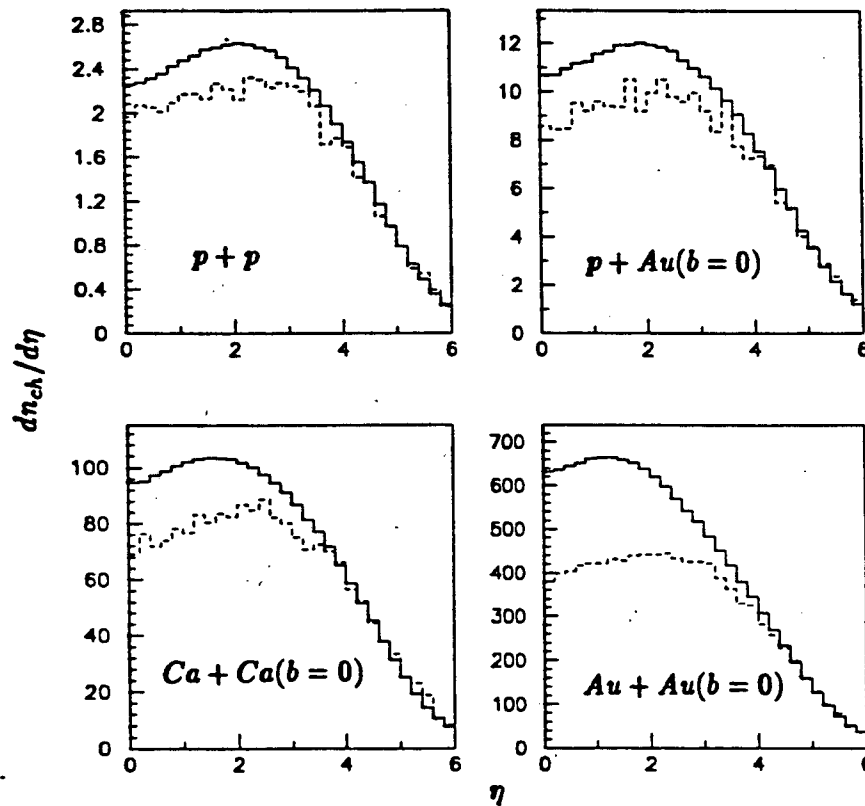 dn_{ch}/dη
2.8
2.4
2
1.6
1.2
0.8
0.4
0
p + p
0 2 4 6
12
10
8
6
4
2
0
p + Au(b = 0)
0 2 4 6
100
80
60
40
20
0
Ca + Ca(b = 0)
0 2 4 6
700
600
500
400
300
200
100
0
Au + Au(b = 0)
0 2 4 6
η